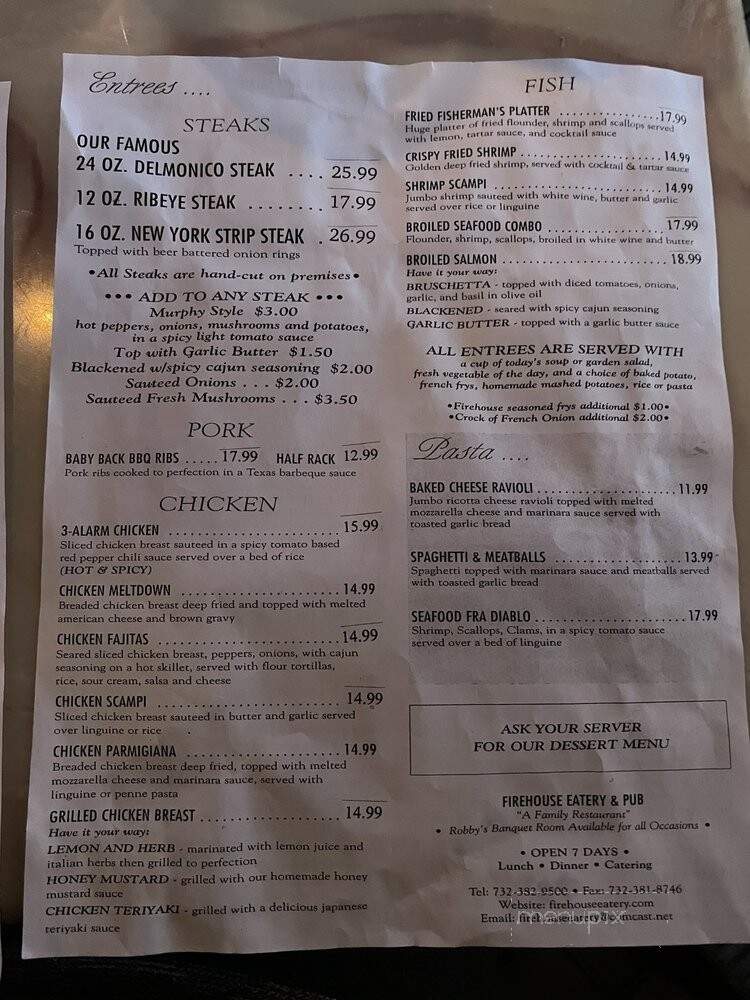 Entrees ....
STEAKS
OUR FAMOUS
24 OZ. DELMONICO STEAK .... 25.99
12 OZ. RIBEYE STEAK ........ 17.99
16 OZ. NEW YORK STRIP STEAK . 26.99
Topped with beer battered onion rings
•All Steaks are hand-cut on premises•
••• ADD TO ANY STEAK •••
Murphy Style $3.00
hot peppers, onions, mushrooms and potatoes,
in a spicy light tomato sauce
Top with Garlic Butter $1.50
Blackened w/spicy cajun seasoning $2.00
Sauteed Onions . . . $2.00
Sauteed Fresh Mushrooms . . . $3.50
PORK
BABY BACK BBQ RIBS ..... 17.99 HALF RACK 12.99
Pork ribs cooked to perfection in a Texas barbeque sauce
CHICKEN
3-ALARM CHICKEN ........................ 15.99
Sliced chicken breast sauteed in a spicy tomato based
red pepper chili sauce served over a bed of rice
(HOT & SPICY)
CHICKEN MELTDOWN ...................... 14.99
Breaded chicken breast deep fried and topped with melted
american cheese and brown gravy
CHICKEN FAJITAS ......................... 14.99
Seared sliced chicken breast, peppers, onions, with cajun
seasoning on a hot skillet, served with flour tortillas,
rice, sour cream, salsa and cheese
CHICKEN SCAMPI ......................... 14.99
Sliced chicken breast sauteed in butter and garlic served
over linguine or rice
CHICKEN PARMIGIANA ..................... 14.99
Breaded chicken breast deep fried, topped with melted
mozzarella cheese and marinara sauce, served with
linguine or penne pasta
GRILLED CHICKEN BREAST ................... 14.99
Have it your way:
LEMON AND HERB - marinated with lemon juice and
italian herbs then grilled to perfection
HONEY MUSTARD - grilled with our homemade honey
mustard sauce
CHICKEN TERIYAKI - grilled with a delicious japanese
teriyaki sauce
FISH
FRIED FISHERMAN'S PLATTER .............. 17.99
Huge platter of fried flounder, shrimp and scallops served
with lemon, tartar sauce, and cocktail sauce
CRISPY FRIED SHRIMP ..................... 14.99
Golden deep fried shrimp, served with cocktail & tartar sauce
SHRIMP SCAMPI .......................... 14.99
Jumbo shrimp sauteed with white wine, butter and garlic
served over rice or linguine
BROILED SEAFOOD COMBO ................. 17.99
Flounder, shrimp, scallops, broiled in white wine and butter
BROILED SALMON ......................... 18.99
Have it your way:
BRUSCHETTA - topped with diced tomatoes, onions,
garlic, and basil in olive oil
BLACKENED - seared with spicy cajun seasoning
GARLIC BUTTER - topped with a garlic butter sauce
ALL ENTREES ARE SERVED WITH
a cup of today's soup or garden salad,
fresh vegetable of the day, and a choice of baked potato,
french frys, homemade mashed potatoes, rice or pasta
•Firehouse seasoned frys additional $1.00•
•Crock of French Onion additional $2.00•
Pasta ....
BAKED CHEESE RAVIOLI .................... 11.99
Jumbo ricotta cheese ravioli topped with melted
mozzarella cheese and marinara sauce served with
toasted garlic bread
SPAGHETTI & MEATBALLS .................. 13.99
Spaghetti topped with marinara sauce and meatballs served
with toasted garlic bread
SEAFOOD FRA DIABLO ...................... 17.99
Shrimp, Scallops, Clams, in a spicy tomato sauce
served over a bed of linguine
ASK YOUR SERVER
FOR OUR DESSERT MENU
FIREHOUSE EATERY & PUB
"A Family Restaurant"
• Robby's Banquet Room Available for all Occasions •
• OPEN 7 DAYS •
Lunch • Dinner • Catering
Tel: 732-382-9500 • Fax: 732-381-8746
Website: firehouseeatery.com
Email: firehouseeatery@comcast.net
menupix